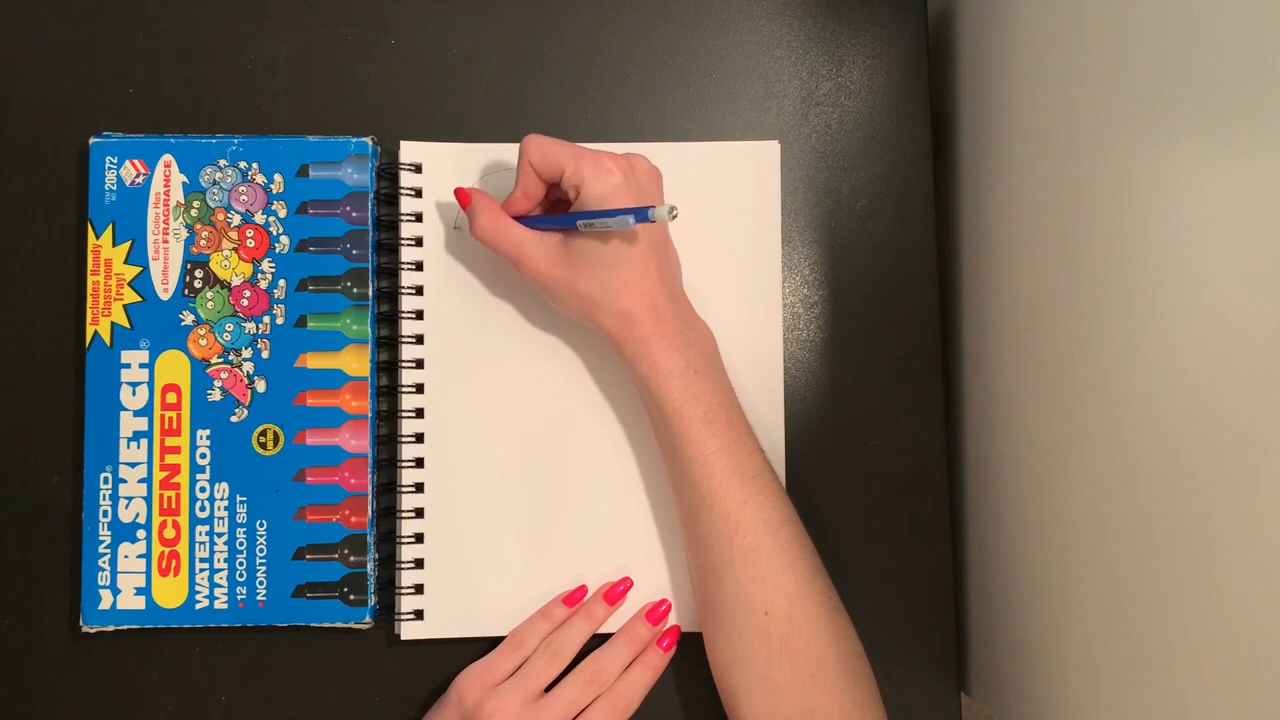 ITEM NO. 20672
Each Color Has
a Different FRAGRANCE
Includes Handy
Classroom
Tray!
SANFORD®
MR. SKETCH®
SCENTED
WATER COLOR
MARKERS
• 12 COLOR SET
• NONTOXIC